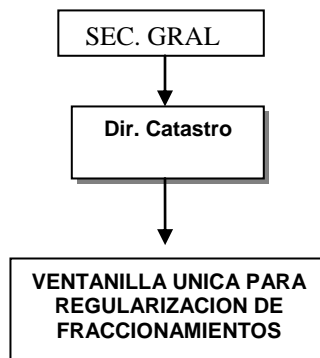 SEC. GRAL
Dir. Catastro
VENTANILLA UNICA PARA
REGULARIZACION DE
FRACCIONAMIENTOS